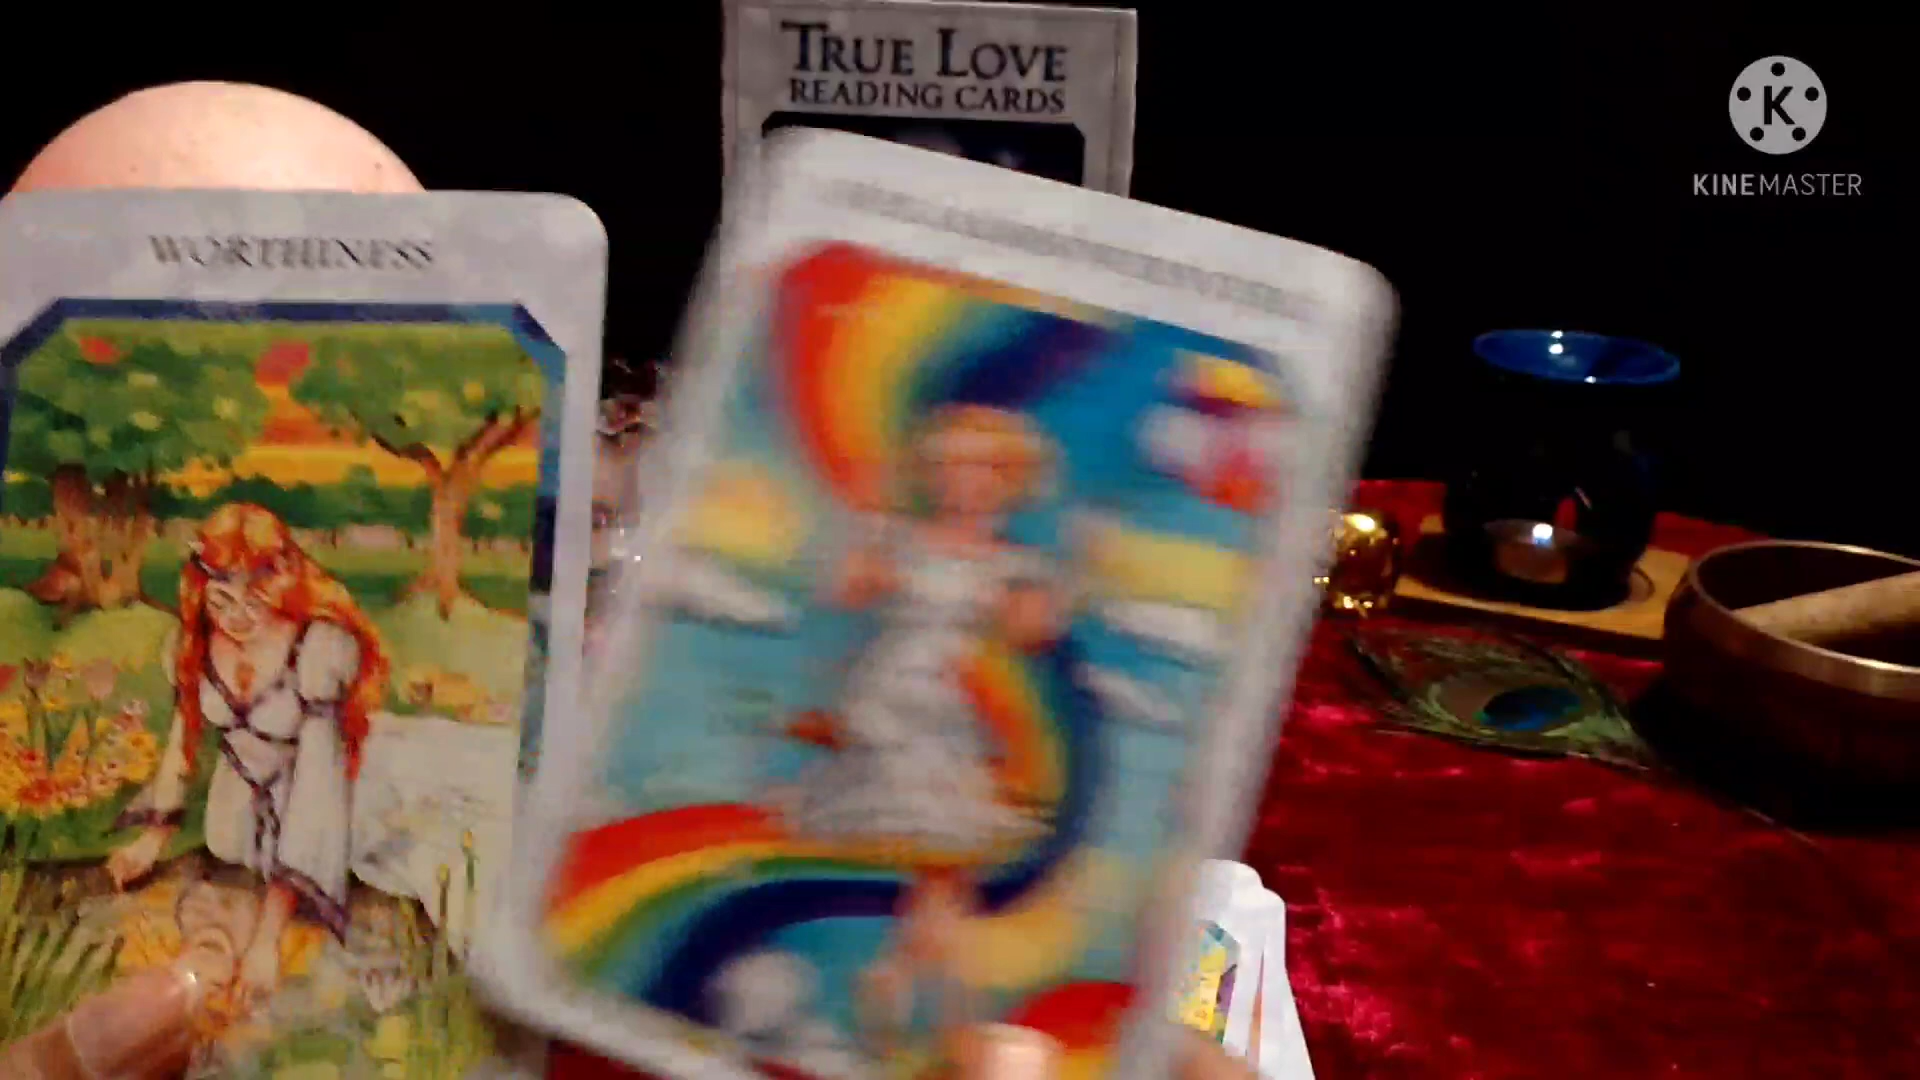 TRUE LOVE
READING CARDS
K
KINEMASTER
WORTHINESS